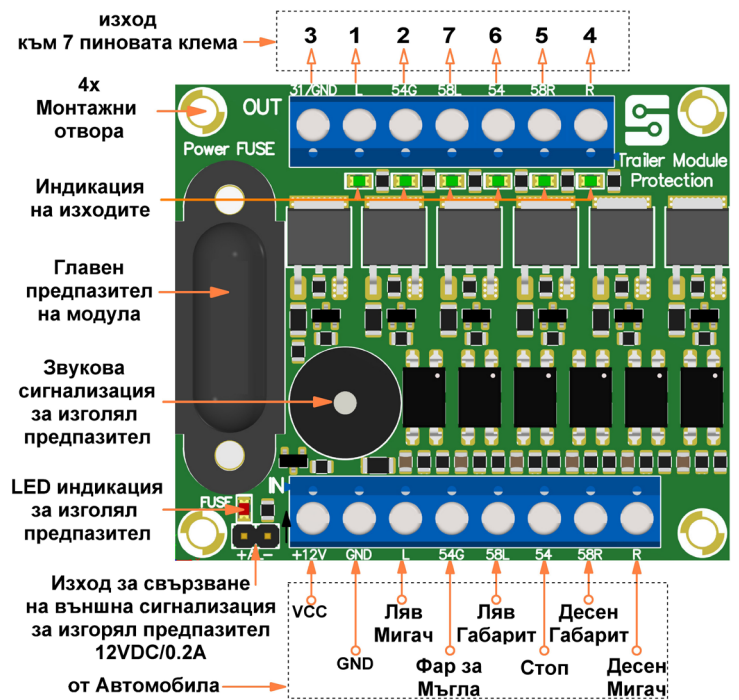 изход
към 7 пиновата клема
3 1 2 7 6 5 4
31/GND L 54G 58L 54 58R R
4x
Монтажни
отвора
OUT
Power FUSE
Trailer Module
Protection
Индикация
на изходите
Главен
предпазител
на модула
Звукова
сигнализация
за изголял
предпазител
LED индикация
за изголял
предпазител
FUSE
IN
+AL−
+12V GND L 54G 58L 54 58R R
Изход за свързване
на външна сигнализация
за изгорял предпазител
12VDC/0.2A
VCC
GND
Ляв
Мигач
Фар за
Мъгла
Ляв
Габарит
Стоп
Десен
Габарит
Десен
Мигач
от Автомобила